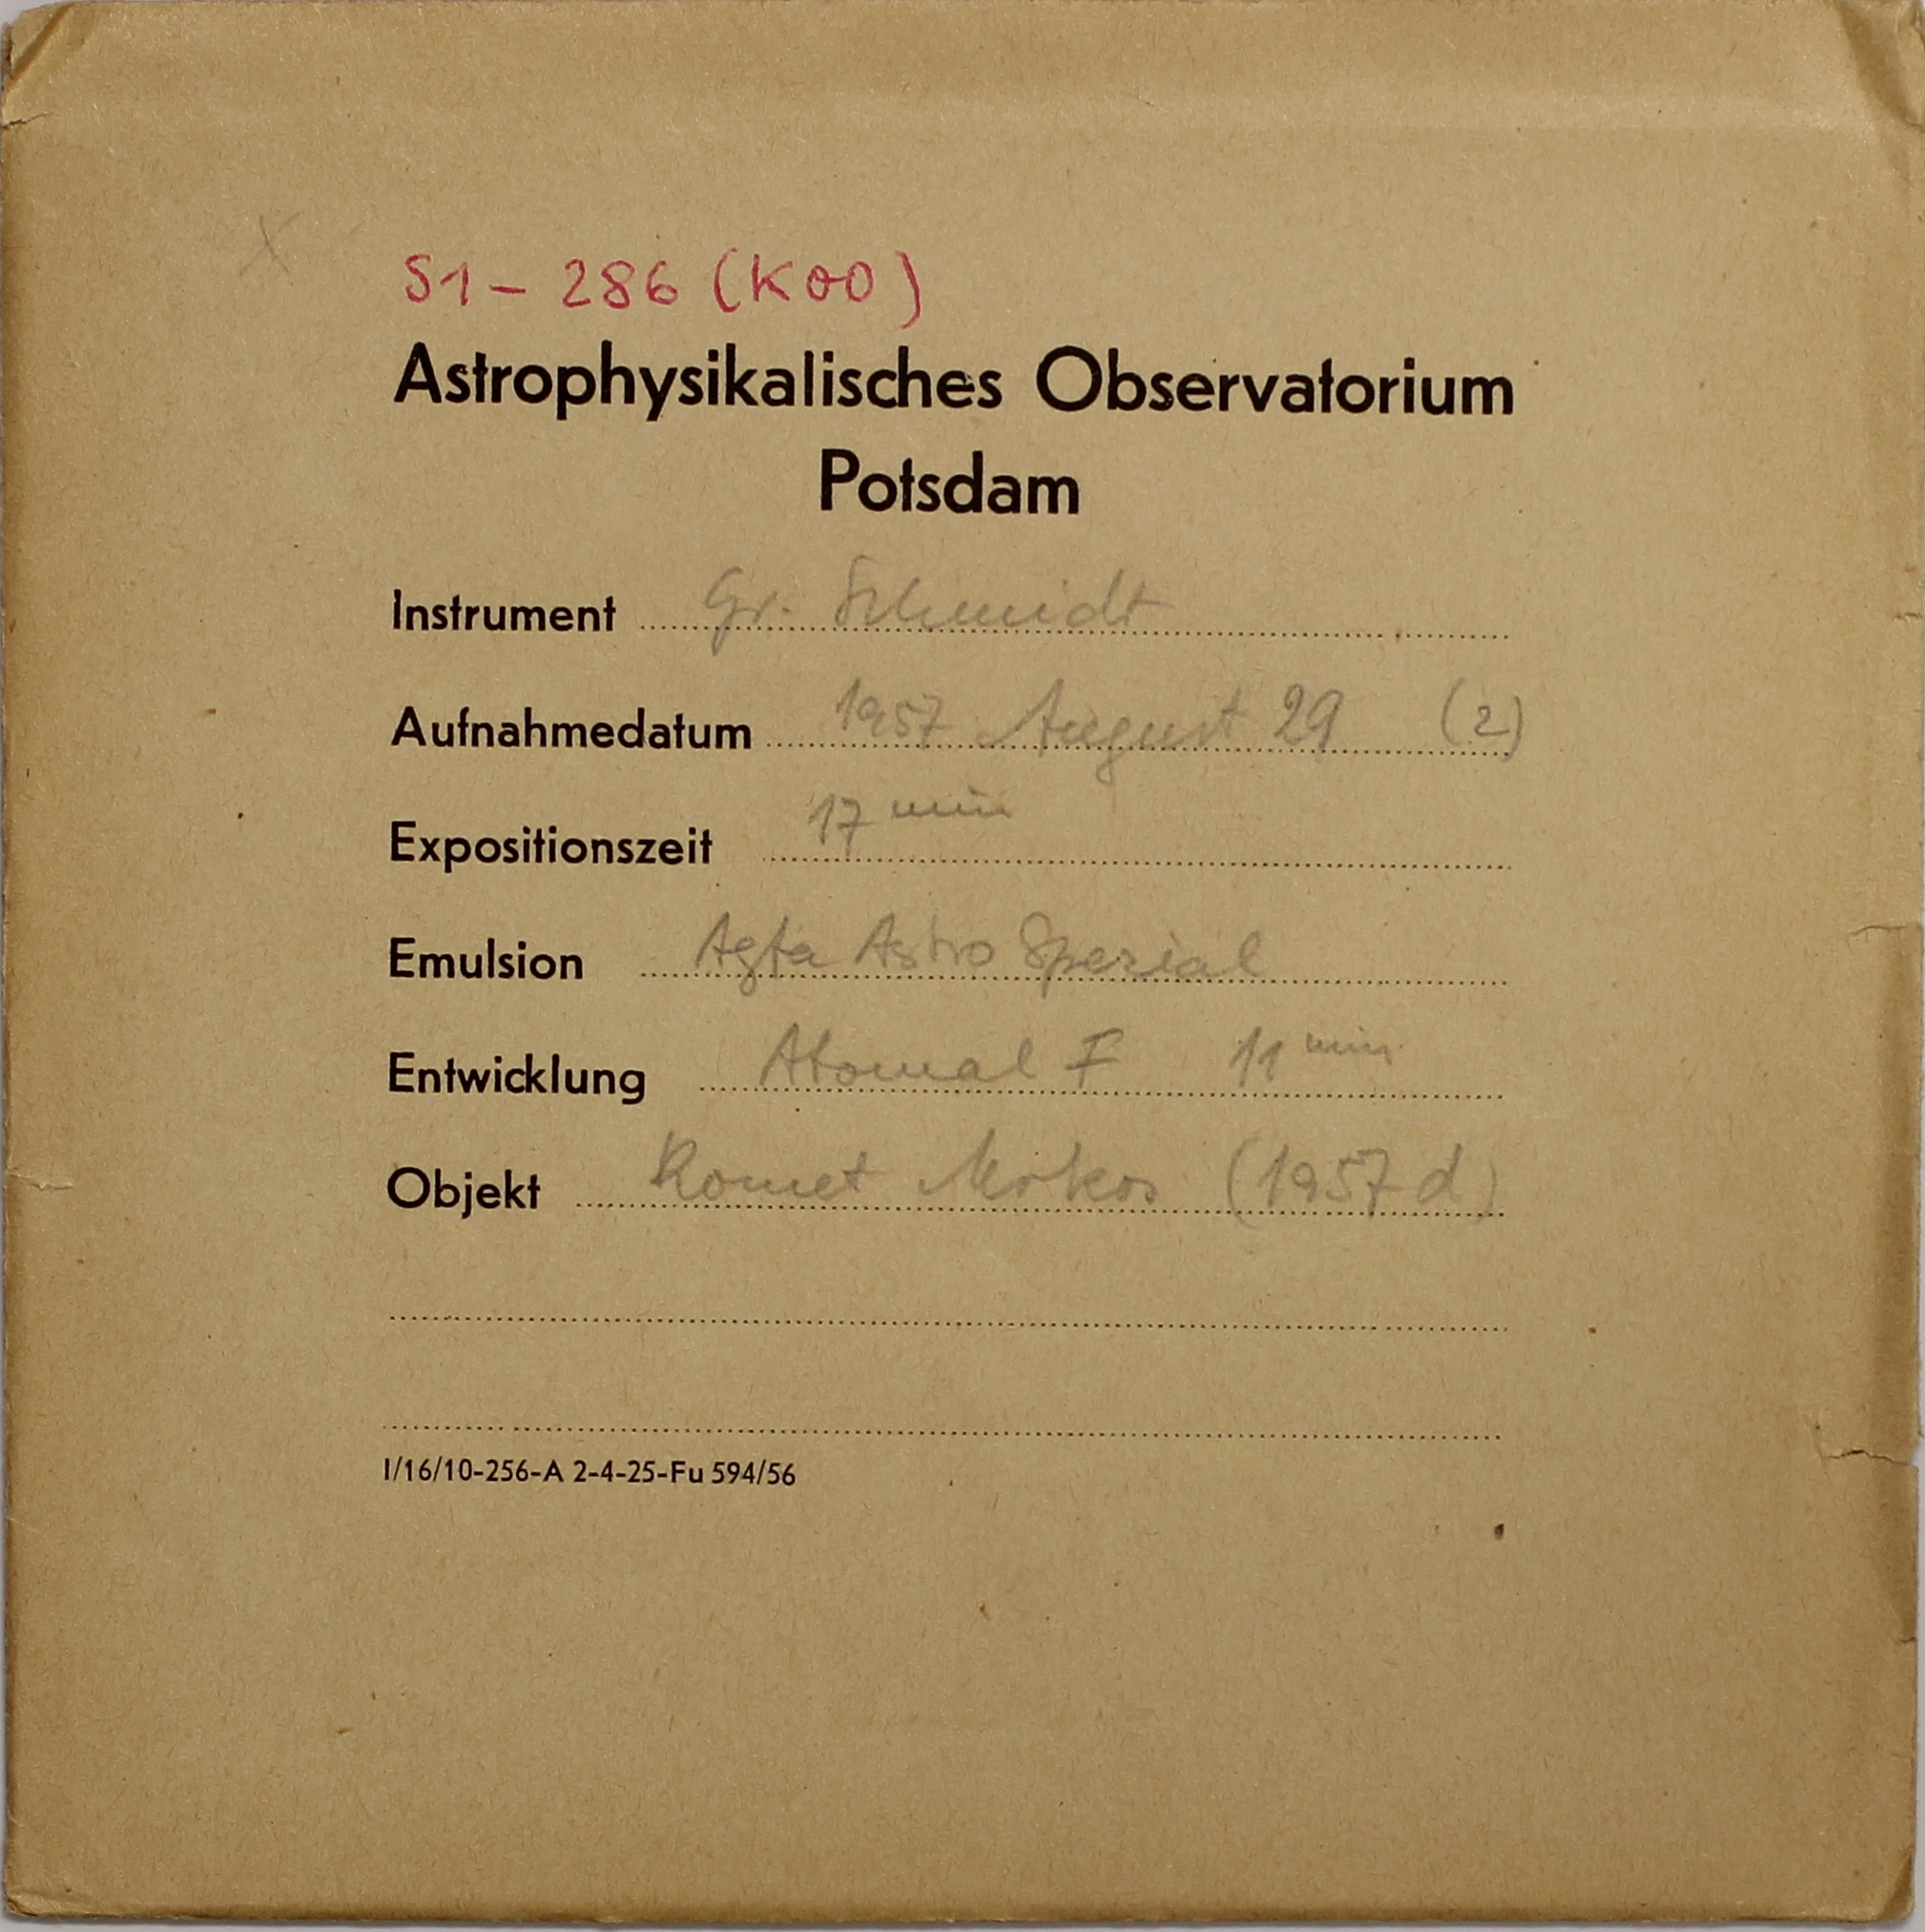 X
S1 - 286 (K00)
Astrophysikalisches Observatorium
Potsdam
Instrument Gr. Schmidt
Aufnahmedatum 1957 August 29 (2)
Expositionszeit 17 min
Emulsion Agfa Astro Spezial
Entwicklung Atomal F 11 min
Objekt Komet Mrkos (1957 d)
I/16/10-256-A 2-4-25-Fu 594/56